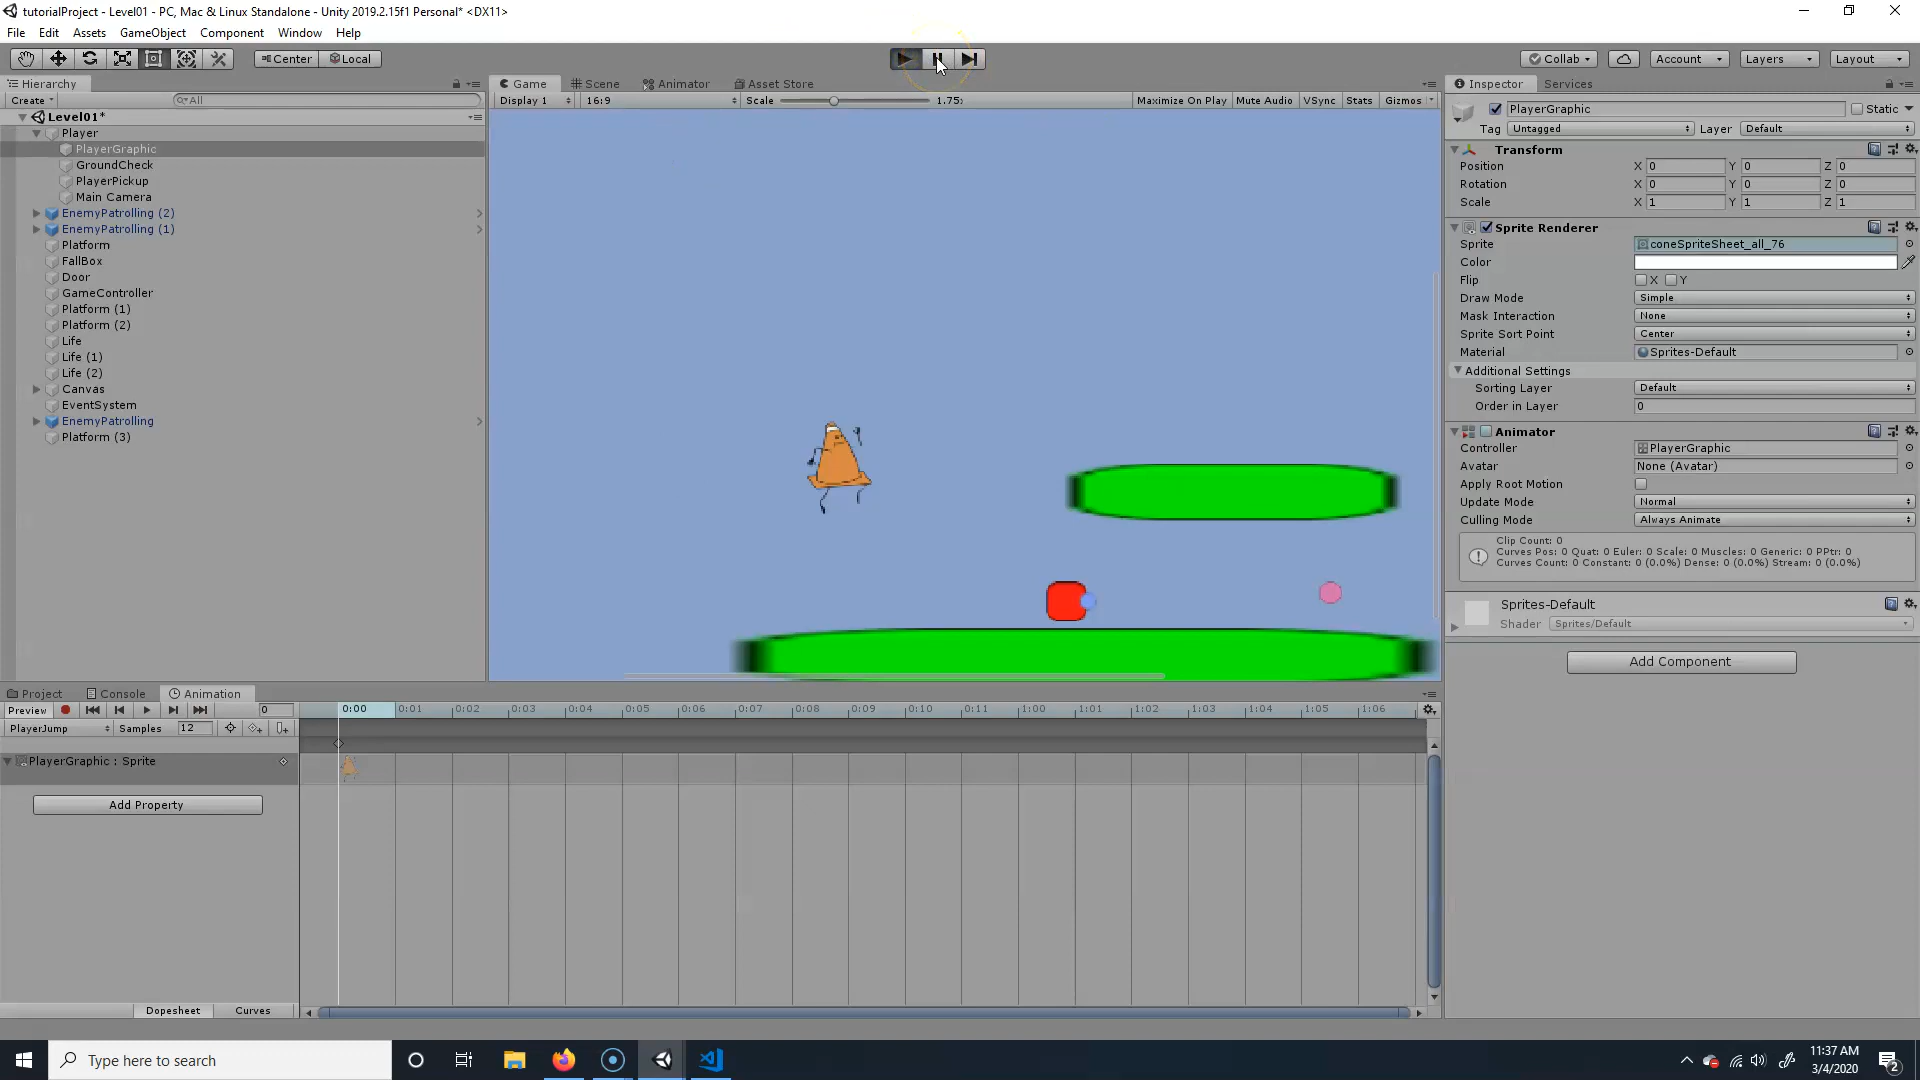 tutorialProject - Level01 - PC, Mac & Linux Standalone - Unity 2019.2.15f1 Personal* <DX11>
File Edit Assets GameObject Component Window Help
Center Local Collab Account Layers Layout
Hierarchy Game Scene Animator Asset Store Inspector Services
Create All Display 1 16:9 Scale 1.75x Maximize On Play Mute Audio VSync Stats Gizmos
Level01*
Player
PlayerGraphic
GroundCheck
PlayerPickup
Main Camera
EnemyPatrolling (2)
EnemyPatrolling (1)
Platform
FallBox
Door
GameController
Platform (1)
Platform (2)
Life
Life (1)
Life (2)
Canvas
EventSystem
EnemyPatrolling
Platform (3)
PlayerGraphic Static
Tag Untagged Layer Default
Transform
Position X 0 Y 0 Z 0
Rotation X 0 Y 0 Z 0
Scale X 1 Y 1 Z 1
Sprite Renderer
Sprite coneSpriteSheet_all_76
Color
Flip X Y
Draw Mode Simple
Mask Interaction None
Sprite Sort Point Center
Material Sprites-Default
Additional Settings
Sorting Layer Default
Order in Layer 0
Animator
Controller PlayerGraphic
Avatar None (Avatar)
Apply Root Motion
Update Mode Normal
Culling Mode Always Animate
Clip Count: 0
Curves Pos: 0 Quat: 0 Euler: 0 Scale: 0 Muscles: 0 Generic: 0 PPtr: 0
Curves Count: 0 Constant: 0 (0.0%) Dense: 0 (0.0%) Stream: 0 (0.0%)
Sprites-Default
Shader Sprites/Default
Add Component
Project Console Animation
Preview 0 0:00 0:01 0:02 0:03 0:04 0:05 0:06 0:07 0:08 0:09 0:10 0:11 1:00 1:01 1:02 1:03 1:04 1:05 1:06
PlayerJump Samples 12
PlayerGraphic : Sprite
Add Property
Dopesheet Curves
Type here to search
11:37 AM
3/4/2020
2